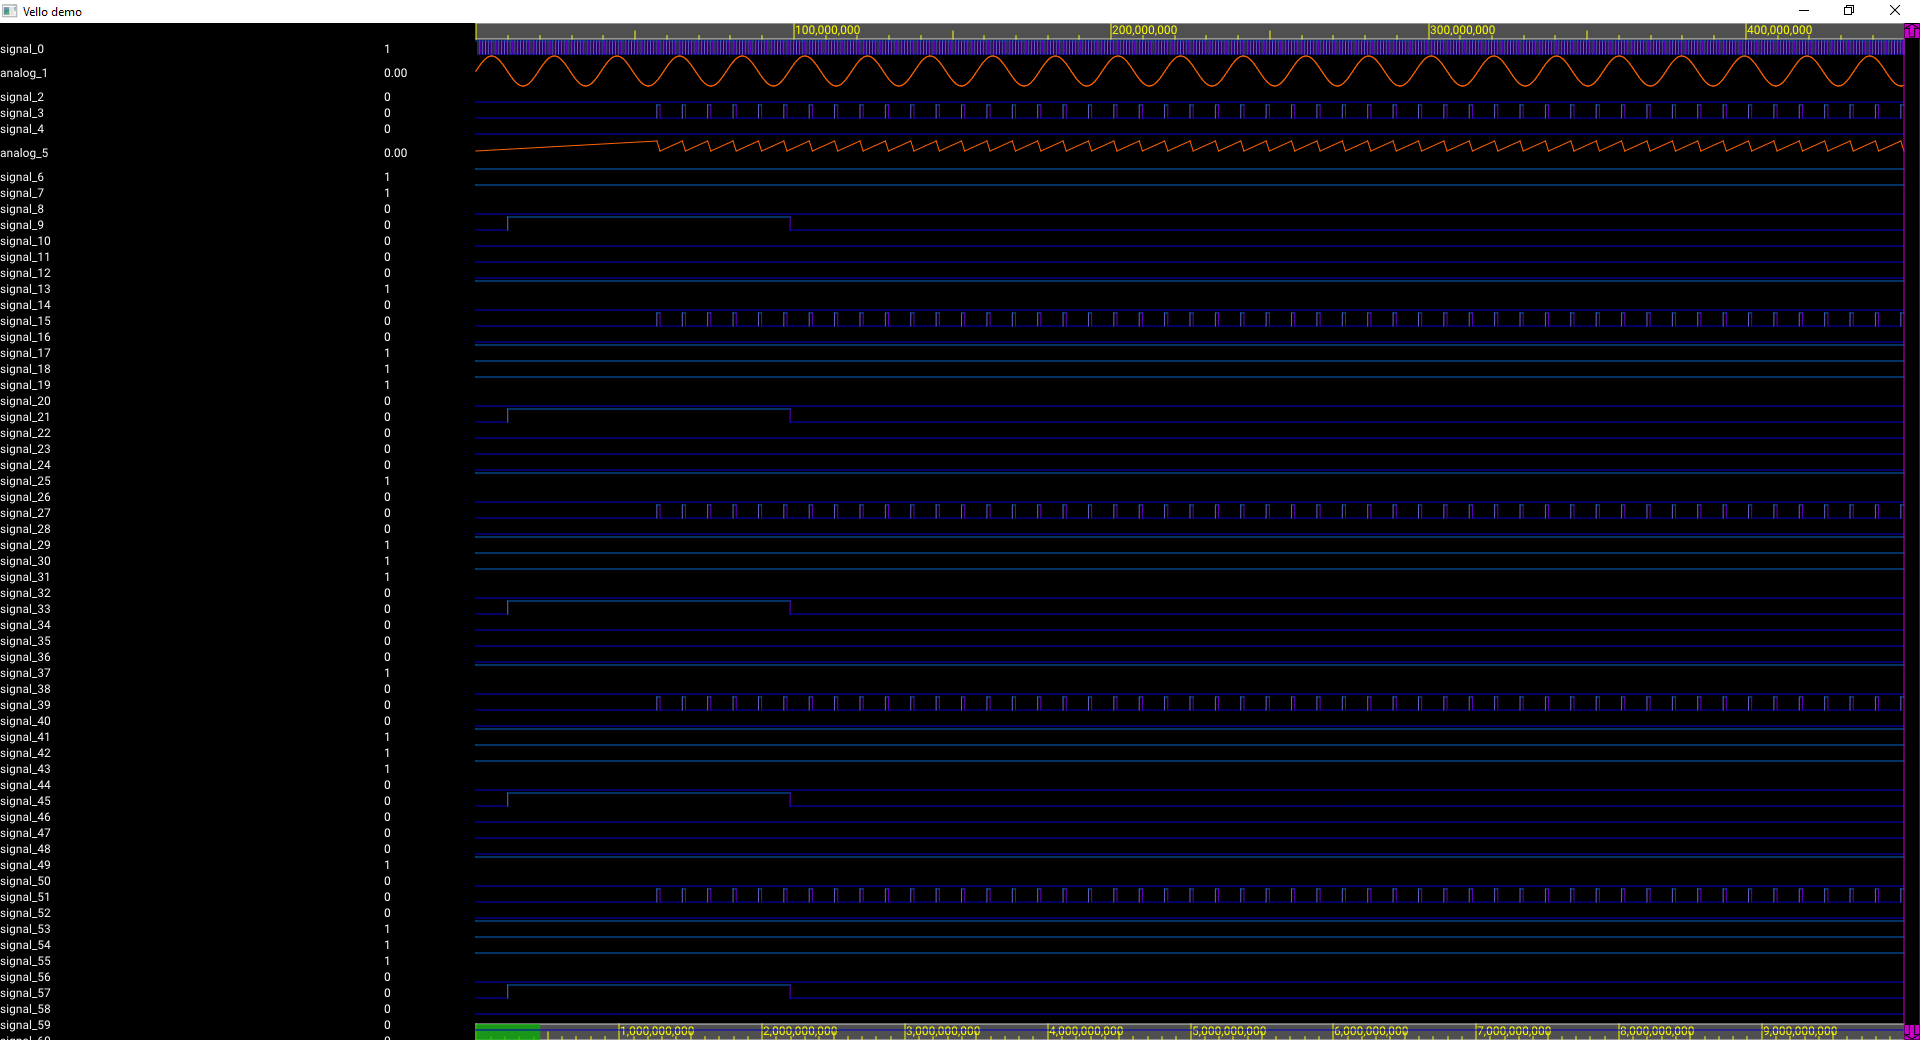 Vello demo
100,000,000 200,000,000 300,000,000 400,000,000
signal_0 1
analog_1 0.00
signal_2 0
signal_3 0
signal_4 0
analog_5 0.00
signal_6 1
signal_7 1
signal_8 0
signal_9 0
signal_10 0
signal_11 0
signal_12 0
signal_13 1
signal_14 0
signal_15 0
signal_16 0
signal_17 1
signal_18 1
signal_19 1
signal_20 0
signal_21 0
signal_22 0
signal_23 0
signal_24 0
signal_25 1
signal_26 0
signal_27 0
signal_28 0
signal_29 1
signal_30 1
signal_31 1
signal_32 0
signal_33 0
signal_34 0
signal_35 0
signal_36 0
signal_37 1
signal_38 0
signal_39 0
signal_40 0
signal_41 1
signal_42 1
signal_43 1
signal_44 0
signal_45 0
signal_46 0
signal_47 0
signal_48 0
signal_49 1
signal_50 0
signal_51 0
signal_52 0
signal_53 1
signal_54 1
signal_55 1
signal_56 0
signal_57 0
signal_58 0
signal_59 0
1,000,000,000 2,000,000,000 3,000,000,000 4,000,000,000 5,000,000,000 6,000,000,000 7,000,000,000 8,000,000,000 9,000,000,000